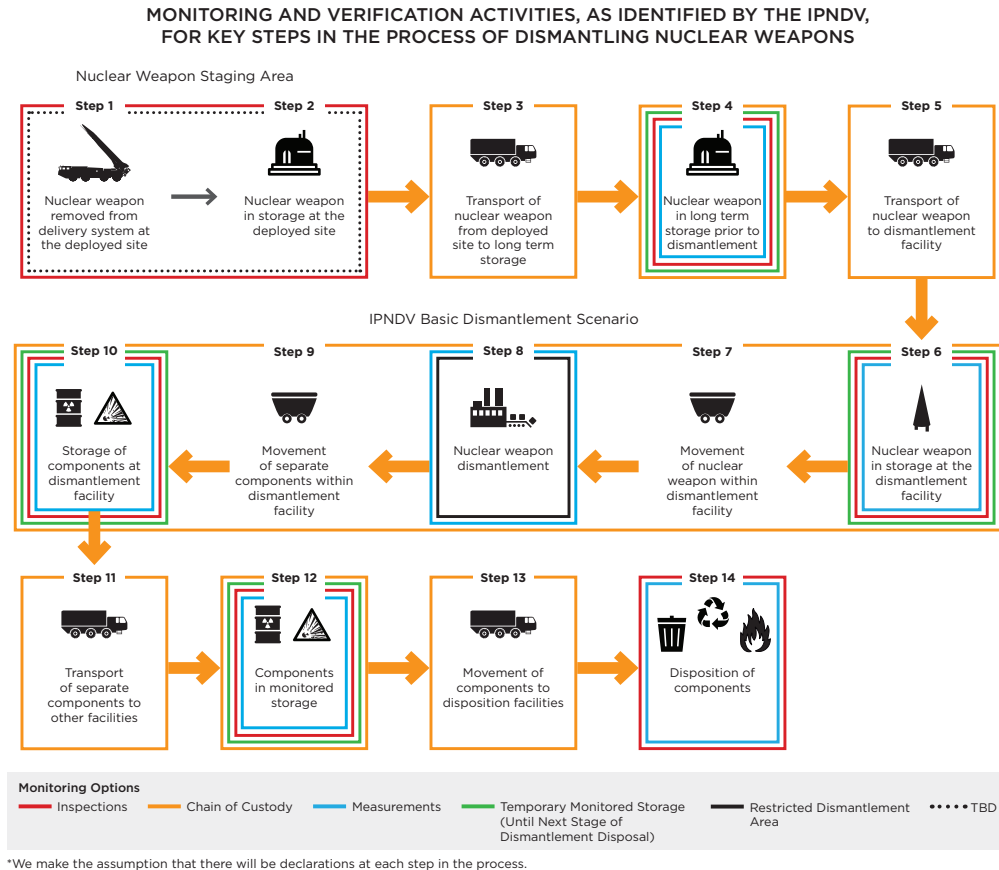 MONITORING AND VERIFICATION ACTIVITIES, AS IDENTIFIED BY THE IPNDV,
FOR KEY STEPS IN THE PROCESS OF DISMANTLING NUCLEAR WEAPONS
Nuclear Weapon Staging Area
Step 1
Nuclear weapon
removed from
delivery system at
the deployed site
Step 2
Nuclear weapon
in storage at the
deployed site
Step 3
Transport of
nuclear weapon
from deployed
site to long term
storage
Step 4
Nuclear weapon
in long term
storage prior to
dismantlement
Step 5
Transport of
nuclear weapon
to dismantlement
facility
IPNDV Basic Dismantlement Scenario
Step 10
Storage of
components at
dismantlement
facility
Step 9
Movement
of separate
components within
dismantlement
facility
Step 8
Nuclear weapon
dismantlement
Step 7
Movement
of nuclear
weapon within
dismantlement
facility
Step 6
Nuclear weapon
in storage at the
dismantlement
facility
Step 11
Transport
of separate
components to
other facilities
Step 12
Components
in monitored
storage
Step 13
Movement of
components to
disposition facilities
Step 14
Disposition of
components
Monitoring Options
Inspections
Chain of Custody
Measurements
Temporary Monitored Storage
(Until Next Stage of
Dismantlement Disposal)
Restricted Dismantlement
Area
TBD
*We make the assumption that there will be declarations at each step in the process.